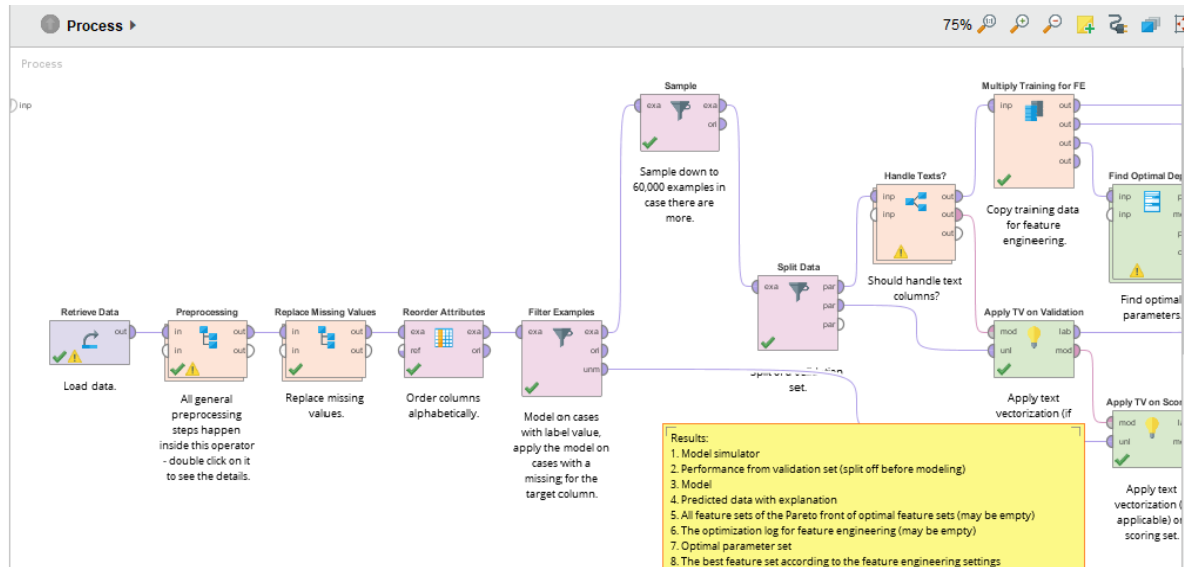 Process
75%
Process
inp
Retrieve Data
out
Load data.
Preprocessing
in out
in out
All general
preprocessing
steps happen
inside this operator
- double click on it
to see the details.
Replace Missing Values
in out
in out
Replace missing
values.
Reorder Attributes
exa exa
ref ori
Order columns
alphabetically.
Filter Examples
exa exa
ori
unm
Model on cases
with label value,
apply the model on
cases with a
missing for the
target column.
Sample
exa exa
ori
Sample down to
60,000 examples in
case there are
more.
Split Data
exa par
par
par
set.
Handle Texts?
inp out
inp out
out
Should handle text
columns?
Multiply Training for FE
inp out
out
out
out
Copy training data
for feature
engineering.
Find Optimal Dep
inp p
inp m
p
Find optimal
parameters.
Apply TV on Validation
mod lab
unl mod
Apply text
vectorization (if
Apply TV on Scor
mod la
unl m
Apply text
vectorization (
applicable) o
scoring set.
Results:
1. Model simulator
2. Performance from validation set (split off before modeling)
3. Model
4. Predicted data with explanation
5. All feature sets of the Pareto front of optimal feature sets (may be empty)
6. The optimization log for feature engineering (may be empty)
7. Optimal parameter set
8. The best feature set according to the feature engineering settings